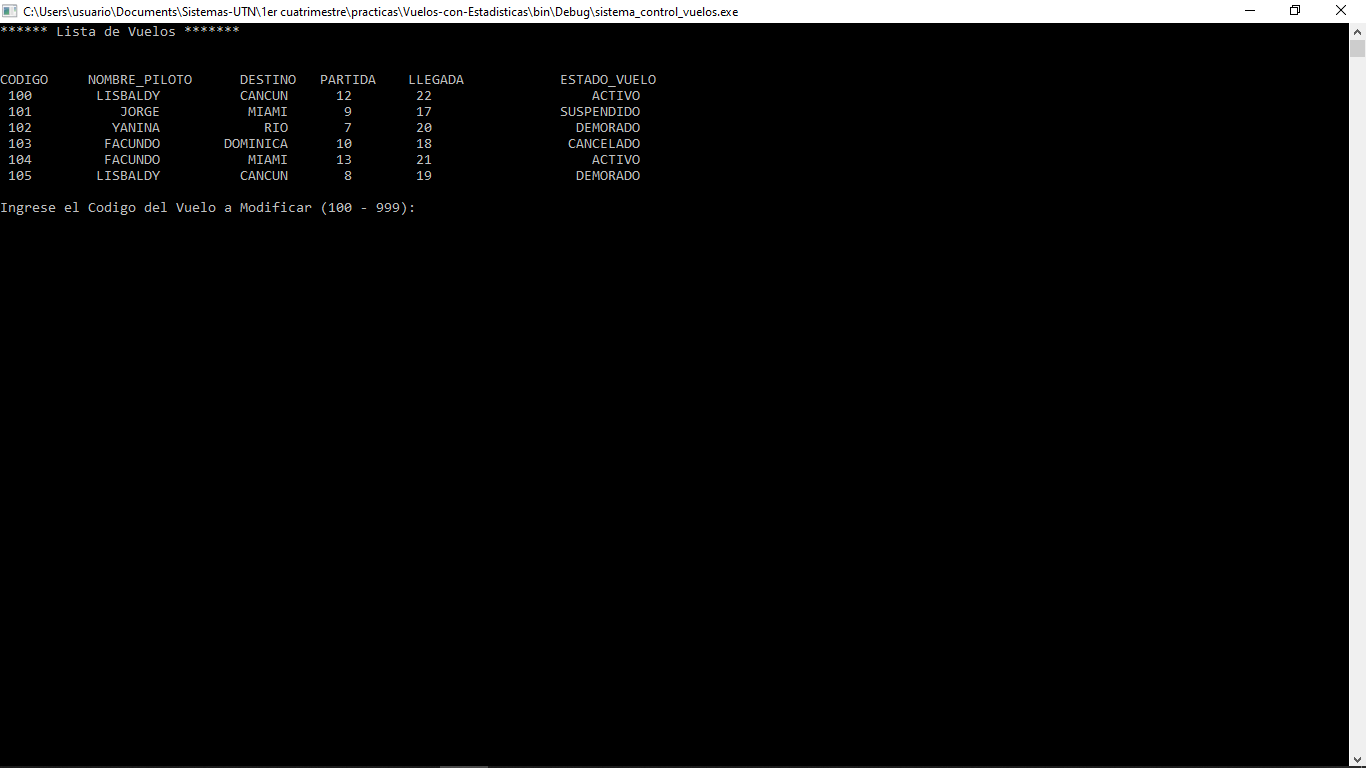 C:\Users\usuario\Documents\Sistemas-UTN\1er cuatrimestre\practicas\Vuelos-con-Estadisticas\bin\Debug\sistema_control_vuelos.exe
****** Lista de Vuelos *******
CODIGO NOMBRE_PILOTO DESTINO PARTIDA LLEGADA ESTADO_VUELO
100 LISBALDY CANCUN 12 22 ACTIVO
101 JORGE MIAMI 9 17 SUSPENDIDO
102 YANINA RIO 7 20 DEMORADO
103 FACUNDO DOMINICA 10 18 CANCELADO
104 FACUNDO MIAMI 13 21 ACTIVO
105 LISBALDY CANCUN 8 19 DEMORADO
Ingrese el Codigo del Vuelo a Modificar (100 - 999):